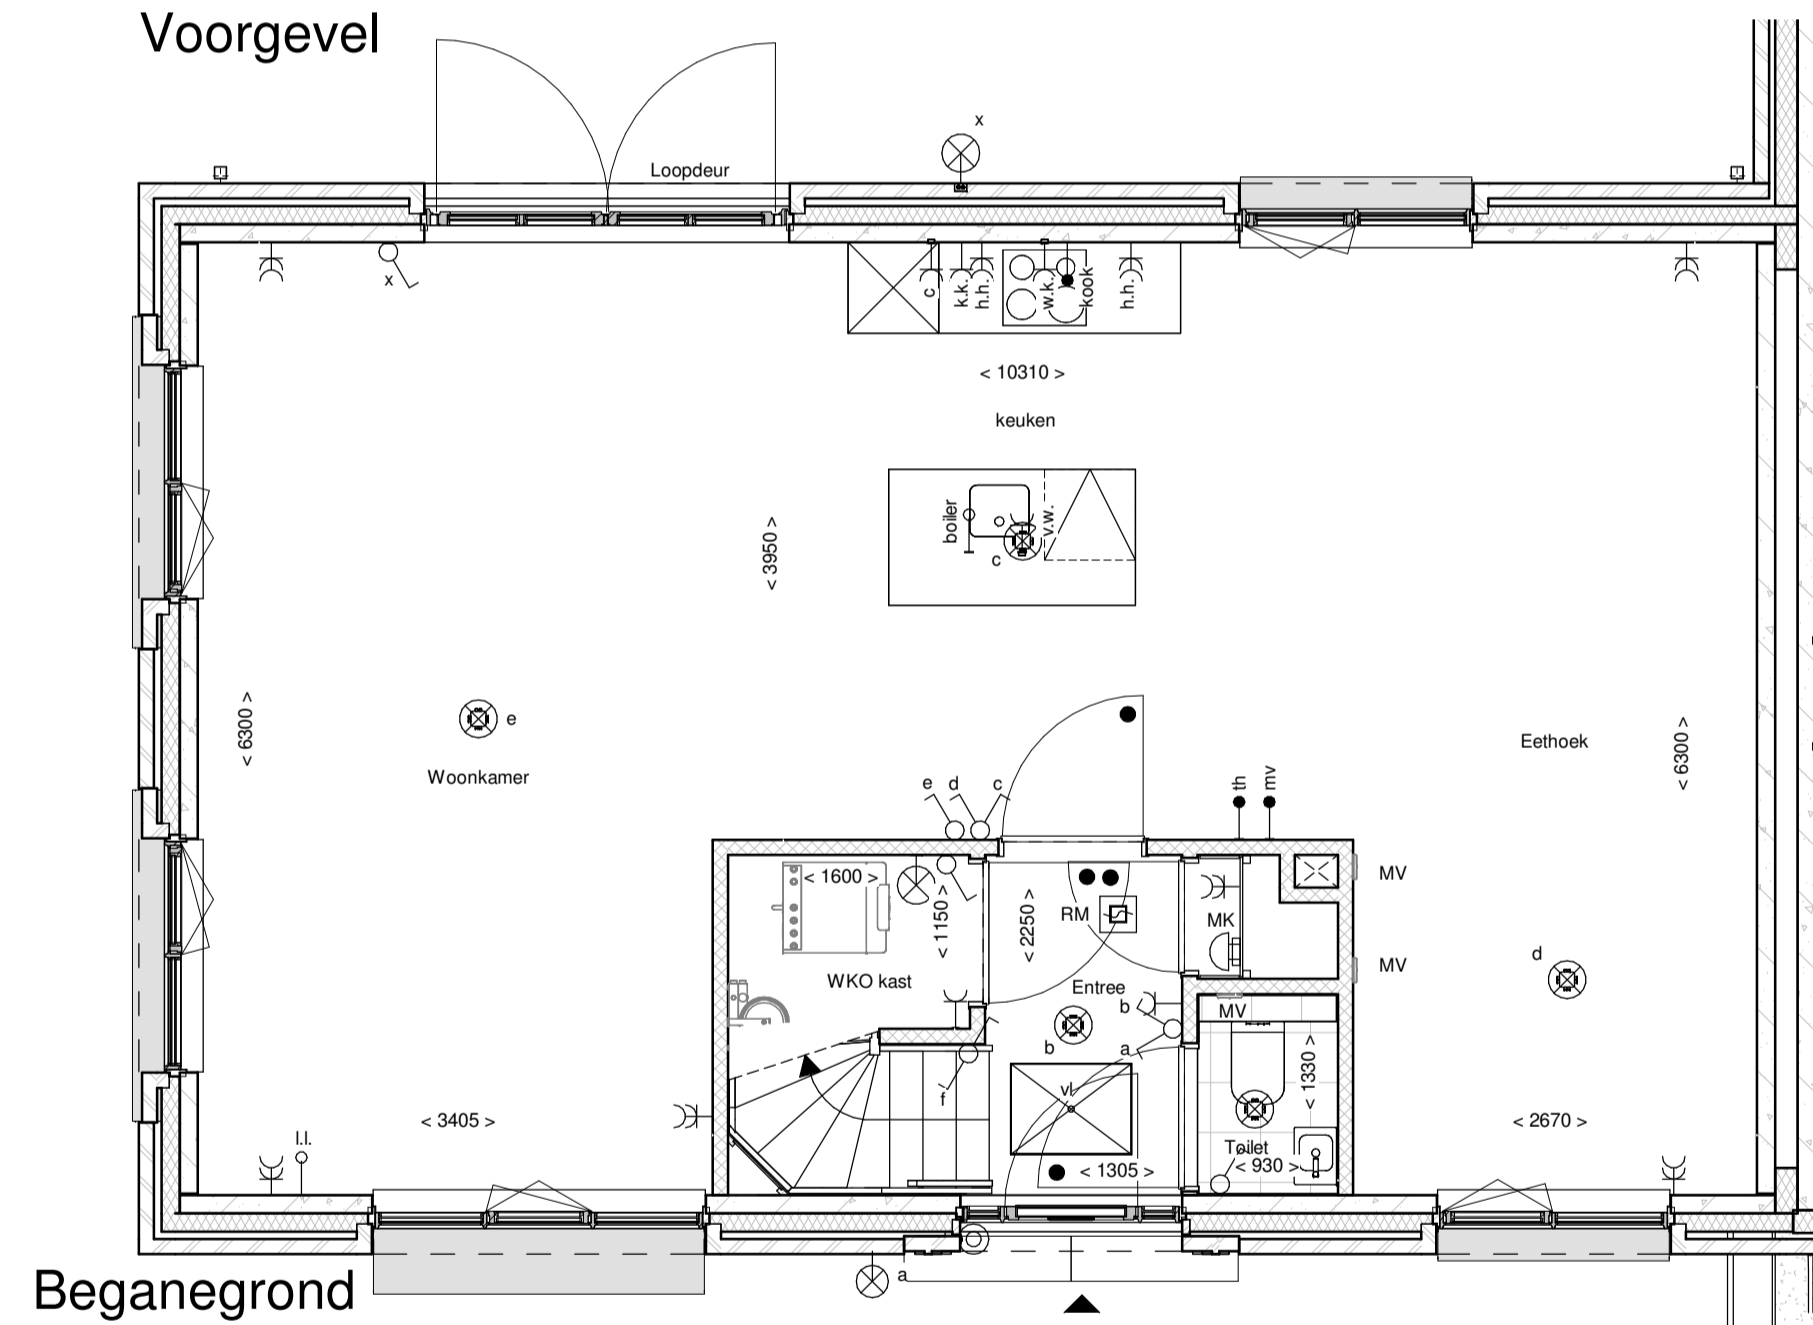 Voorgevel
x
Loopdeur
x
c
k.k.
h.h.
w.k.
kook
h.h.
< 10310 >
keuken
boiler
v.w.
c
< 3950 >
< 6300 >
e
Woonkamer
Eethoek
< 6300 >
e
d
c
th
mv
< 1600 >
< 1150 >
< 2250 >
RM
MK
MV
WKO kast
Entree
MV
d
b
MV
b
a
f
vl
< 1330 >
< 3405 >
< 2670 >
l.l.
Toilet
< 1305 >
< 930 >
a
Beganegrond